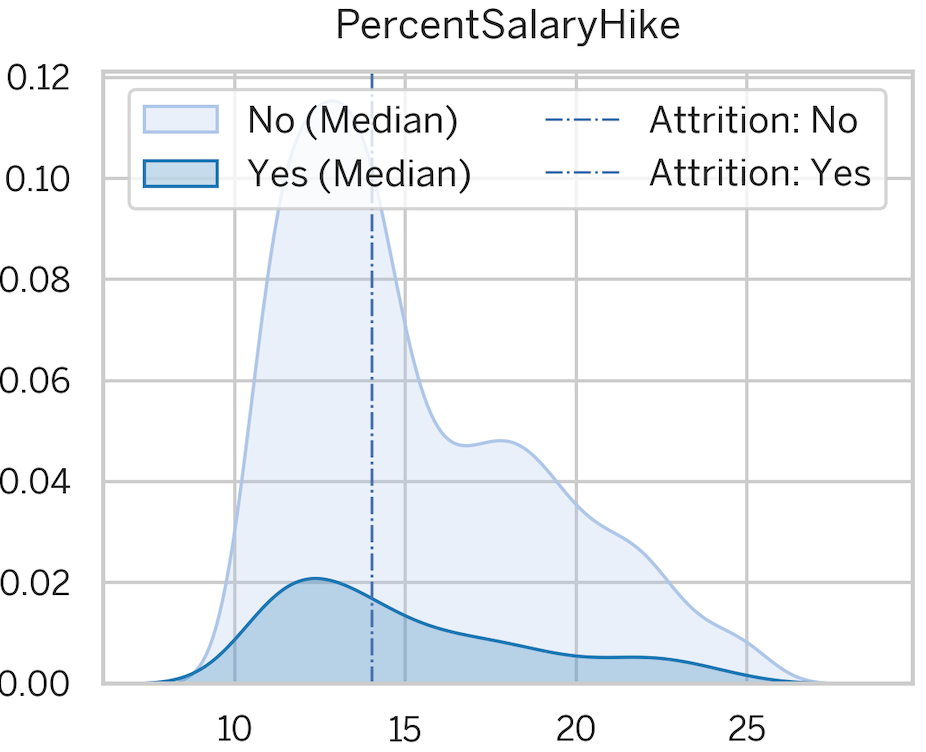 PercentSalaryHike
0.12
0.10
0.08
0.06
0.04
0.02
0.00
No (Median)
Yes (Median)
Attrition: No
Attrition: Yes
10 15 20 25